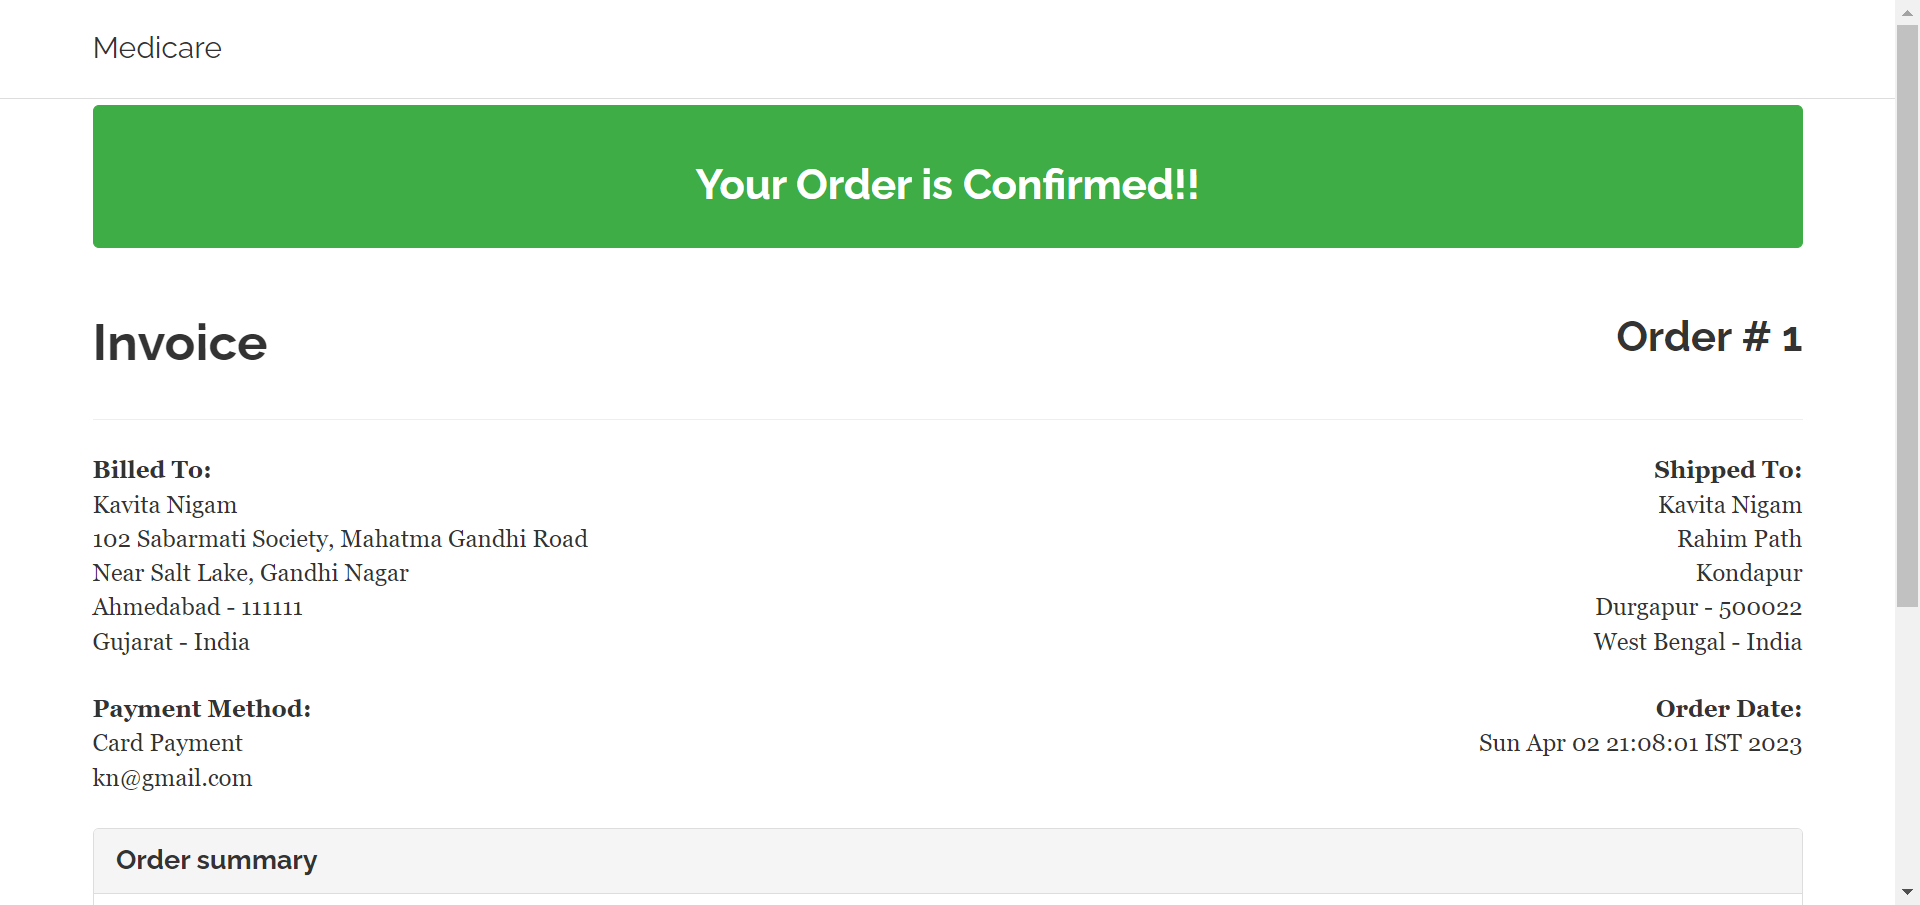 Medicare
Your Order is Confirmed!!
Invoice
Order # 1
Billed To:
Kavita Nigam
102 Sabarmati Society, Mahatma Gandhi Road
Near Salt Lake, Gandhi Nagar
Ahmedabad - 111111
Gujarat - India
Shipped To:
Kavita Nigam
Rahim Path
Kondapur
Durgapur - 500022
West Bengal - India
Payment Method:
Card Payment
kn@gmail.com
Order Date:
Sun Apr 02 21:08:01 IST 2023
Order summary